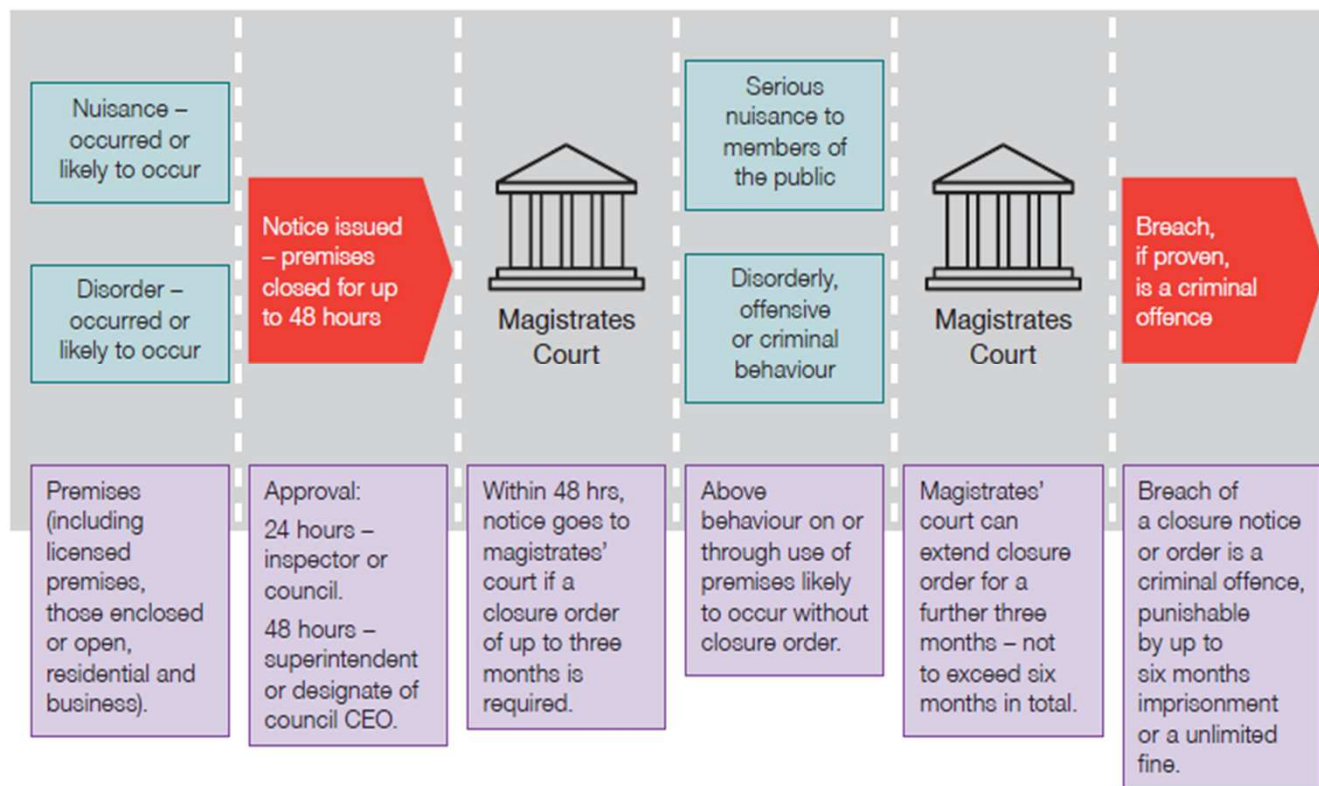 Nuisance –
occurred or
likely to occur
Disorder –
occurred or
likely to occur
Notice issued
– premises
closed for up
to 48 hours
Magistrates
Court
Serious
nuisance to
members of
the public
Disorderly,
offensive
or criminal
behaviour
Magistrates
Court
Breach,
if proven,
is a criminal
offence
Premises
(including
licensed
premises,
those enclosed
or open,
residential and
business).
Approval:
24 hours –
inspector or
council.
48 hours –
superintendent
or designate of
council CEO.
Within 48 hrs,
notice goes to
magistrates’
court if a
closure order
of up to three
months is
required.
Above
behaviour on or
through use of
premises likely
to occur without
closure order.
Magistrates’
court can
extend closure
order for a
further three
months – not
to exceed six
months in total.
Breach of
a closure notice
or order is a
criminal offence,
punishable
by up to
six months
imprisonment
or a unlimited
fine.